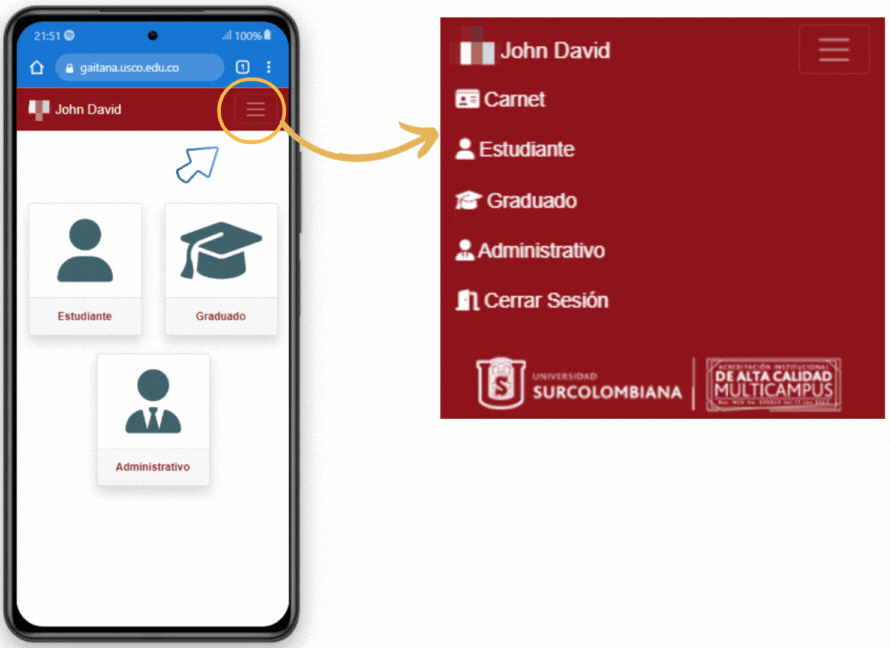 21:51
100%
gaitana.usco.edu.co
1
John David
Estudiante
Graduado
Administrativo
John David
Carnet
Estudiante
Graduado
Administrativo
Cerrar Sesión
UNIVERSIDAD
SURCOLOMBIANA
ACREDITACIÓN INSTITUCIONAL
DE ALTA CALIDAD
MULTICAMPUS